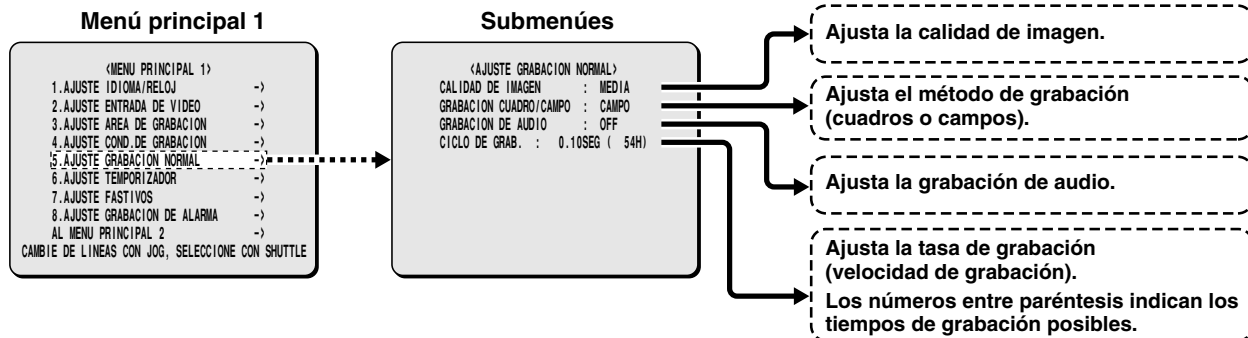 Menú principal 1
<MENU PRINCIPAL 1>
1.AJUSTE IDIOMA/RELOJ ->
2.AJUSTE ENTRADA DE VIDEO ->
3.AJUSTE AREA DE GRABACION ->
4.AJUSTE COND.DE GRABACION ->
5.AJUSTE GRABACION NORMAL ->
6.AJUSTE TEMPORIZADOR ->
7.AJUSTE FASTIVOS ->
8.AJUSTE GRABACION DE ALARMA ->
AL MENU PRINCIPAL 2 ->
CAMBIE DE LINEAS CON JOG, SELECCIONE CON SHUTTLE
Submenúes
<AJUSTE GRABACION NORMAL>
CALIDAD DE IMAGEN : MEDIA
GRABACION CUADRO/CAMPO : CAMPO
GRABACION DE AUDIO : OFF
CICLO DE GRAB. : 0.10SEG ( 54H)
Ajusta la calidad de imagen.
Ajusta el método de grabación
(cuadros o campos).
Ajusta la grabación de audio.
Ajusta la tasa de grabación
(velocidad de grabación).
Los números entre paréntesis indican los
tiempos de grabación posibles.